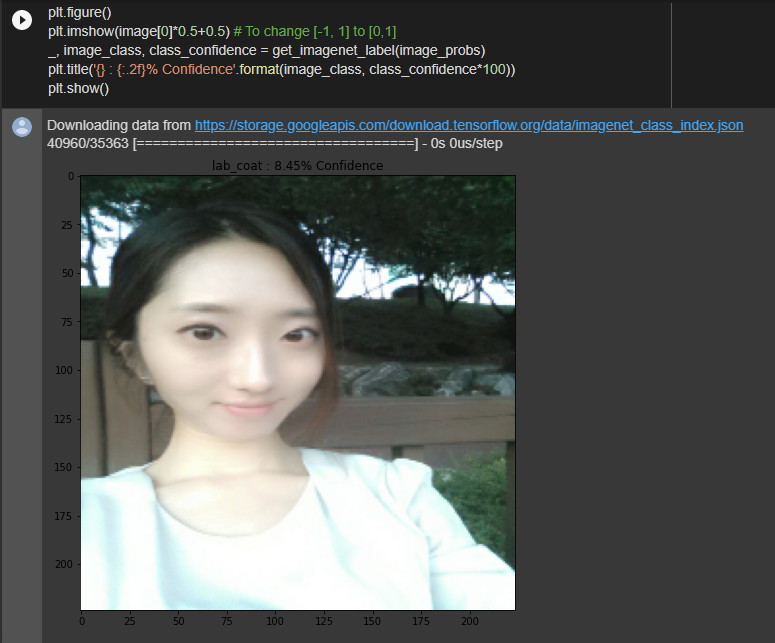 plt.figure()
plt.imshow(image[0]*0.5+0.5) # To change [-1, 1] to [0,1]
_, image_class, class_confidence = get_imagenet_label(image_probs)
plt.title('{} : {:.2f}% Confidence'.format(image_class, class_confidence*100))
plt.show()
Downloading data from https://storage.googleapis.com/download.tensorflow.org/data/imagenet_class_index.json
40960/35363 [==================================] - 0s 0us/step
lab_coat : 8.45% Confidence
0
25
50
75
100
125
150
175
200
0 25 50 75 100 125 150 175 200